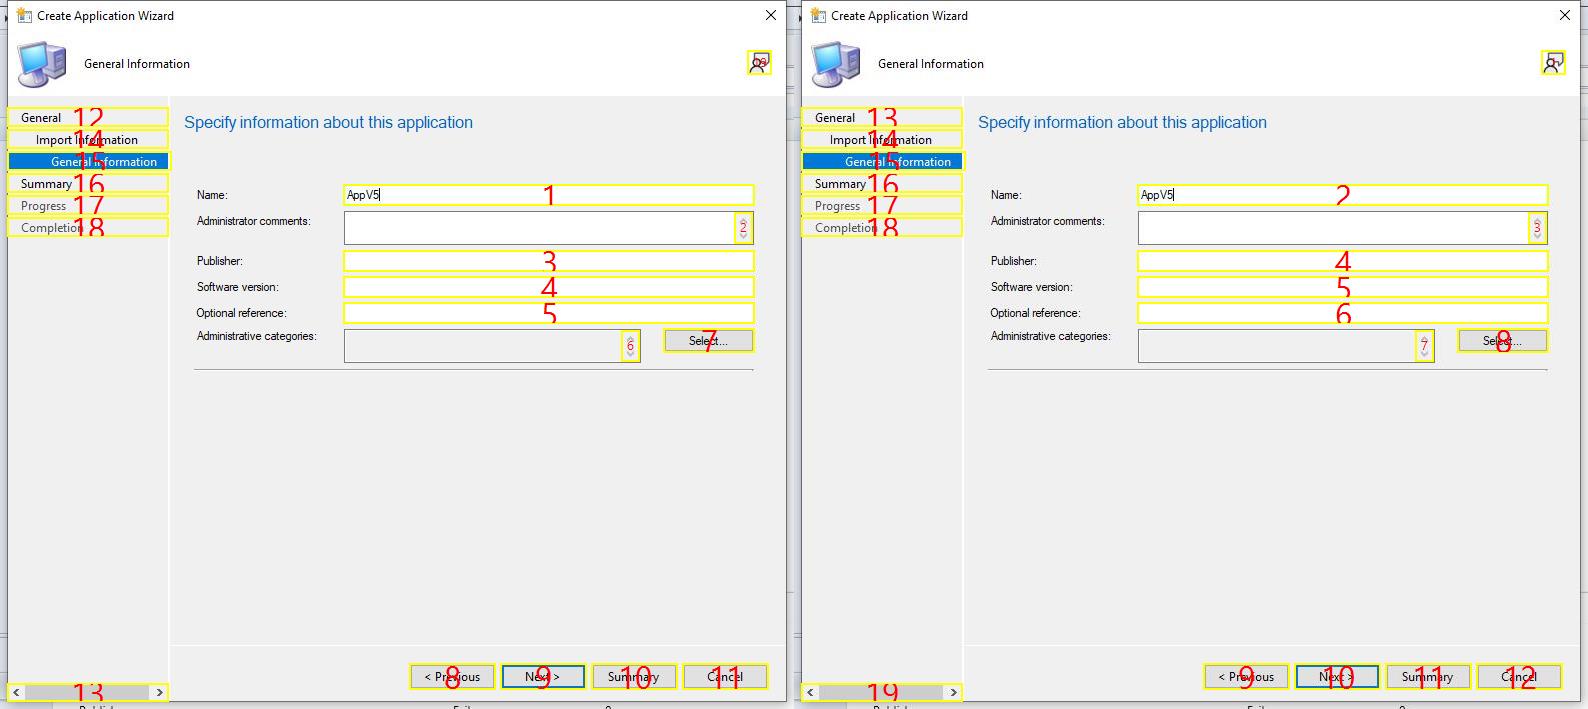 Create Application Wizard
General Information
19
General 12
Import Information 14
General Information 15
Summary 16
Progress 17
Completion 18
13
Specify information about this application
Name: AppV5 1
Administrator comments: 2
Publisher: 3
Software version: 4
Optional reference: 5
Administrative categories: 6
Select... 7
< Previous 8
Next > 9
Summary 10
Cancel 11
Create Application Wizard
General Information
General 13
Import Information 14
General Information 15
Summary 16
Progress 17
Completion 18
19
Specify information about this application
Name: AppV5 2
Administrator comments: 3
Publisher: 4
Software version: 5
Optional reference: 6
Administrative categories: 7
Select... 8
< Previous 9
Next > 10
Summary 11
Cancel 12